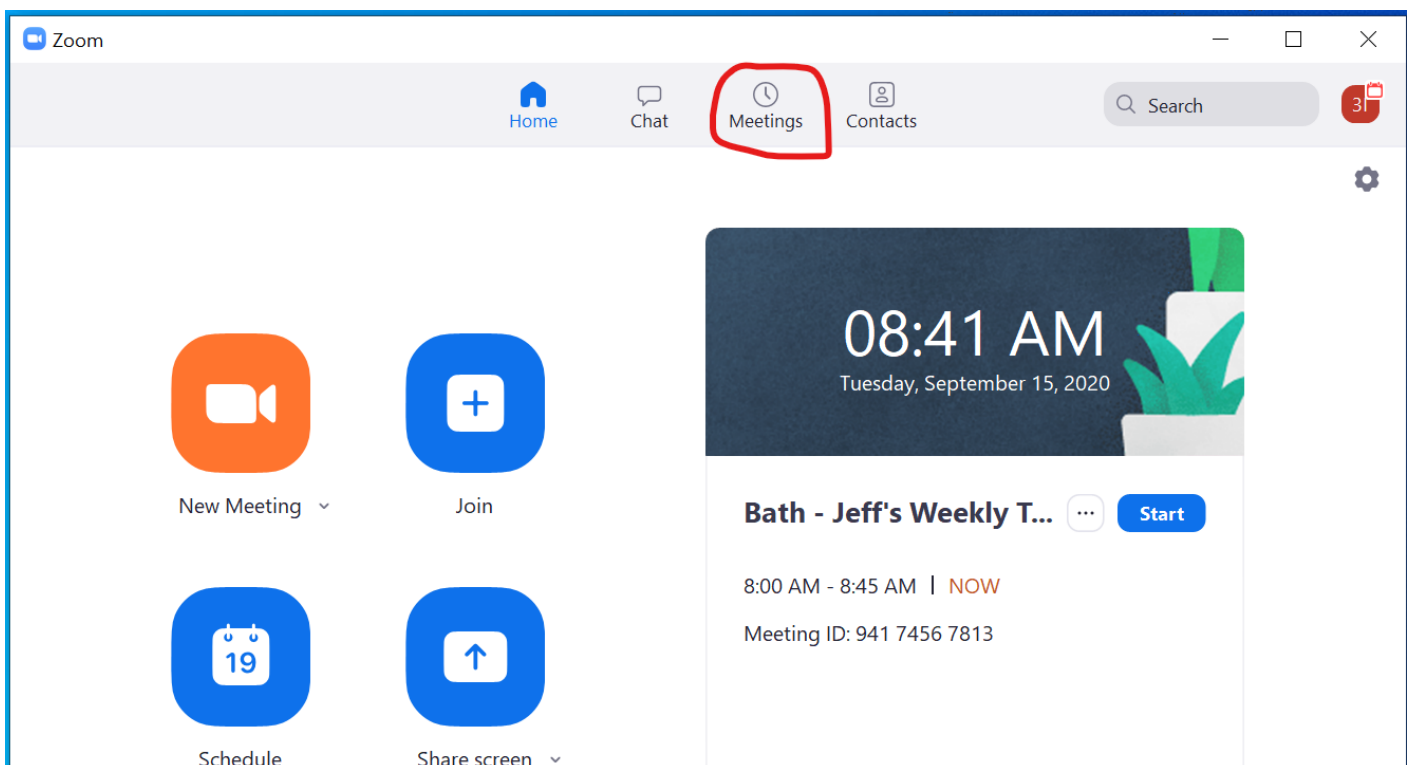 Zoom
Home Chat Meetings Contacts Search 31
08:41 AM
Tuesday, September 15, 2020
New Meeting Join
Bath - Jeff's Weekly T... ... Start
8:00 AM - 8:45 AM | NOW
19
Meeting ID: 941 7456 7813
Schedule Share screen